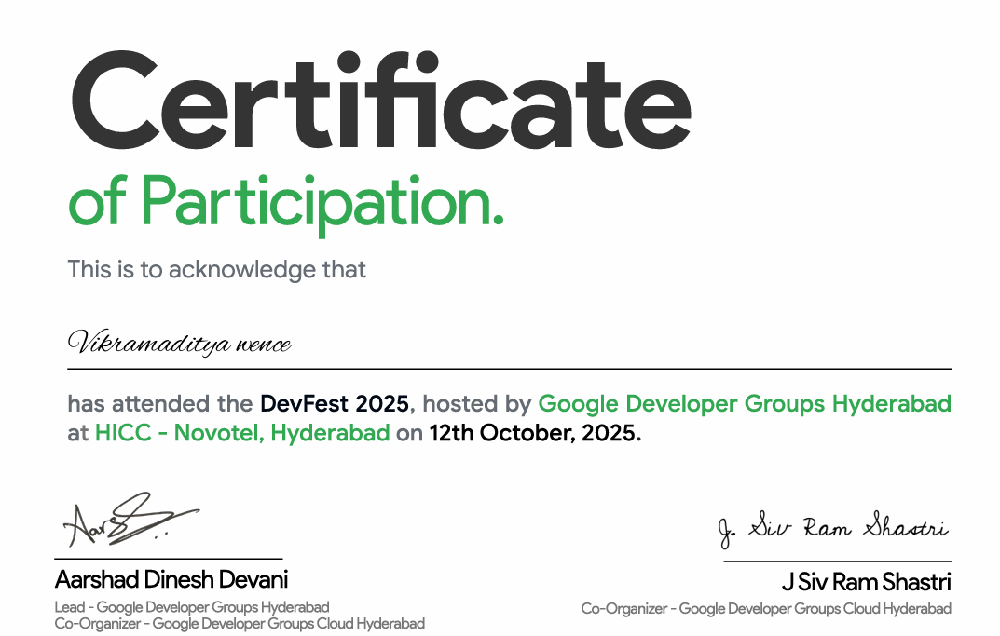 Certificate
of Participation.
This is to acknowledge that
Vikramaditya wence
has attended the DevFest 2025, hosted by Google Developer Groups Hyderabad
at HICC - Novotel, Hyderabad on 12th October, 2025.
Aars
J. Siv Ram Shastri
Aarshad Dinesh Devani
J Siv Ram Shastri
Lead - Google Developer Groups Hyderabad
Co-Organizer - Google Developer Groups Cloud Hyderabad
Co-Organizer - Google Developer Groups Cloud Hyderabad